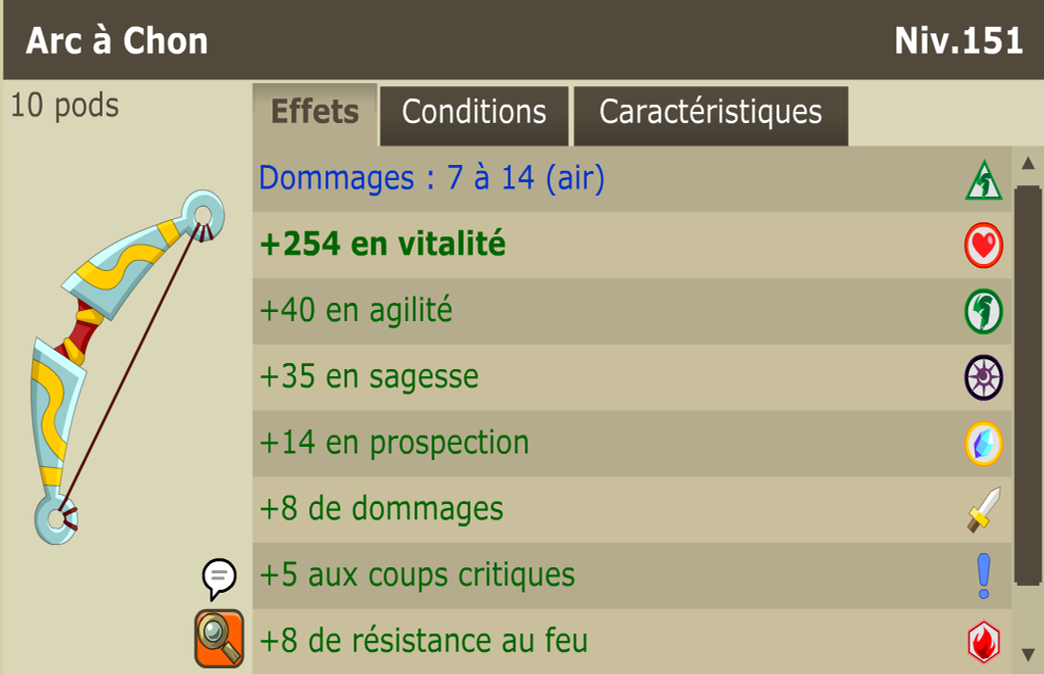 Arc à Chon
Niv.151
10 pods
Effets
Conditions
Caractéristiques
Dommages : 7 à 14 (air)
+254 en vitalité
+40 en agilité
+35 en sagesse
+14 en prospection
+8 de dommages
+5 aux coups critiques
+8 de résistance au feu